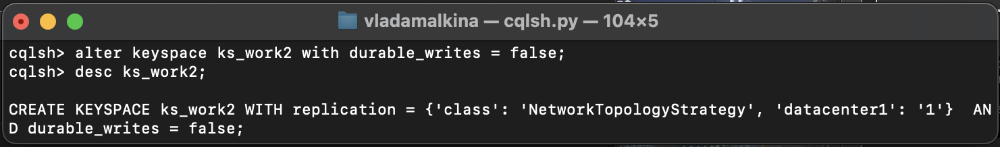 vladamalkina — cqlsh.py — 104×5
cqlsh> alter keyspace ks_work2 with durable_writes = false;
cqlsh> desc ks_work2;
CREATE KEYSPACE ks_work2 WITH replication = {'class': 'NetworkTopologyStrategy', 'datacenter1': '1'}  AN
D durable_writes = false;